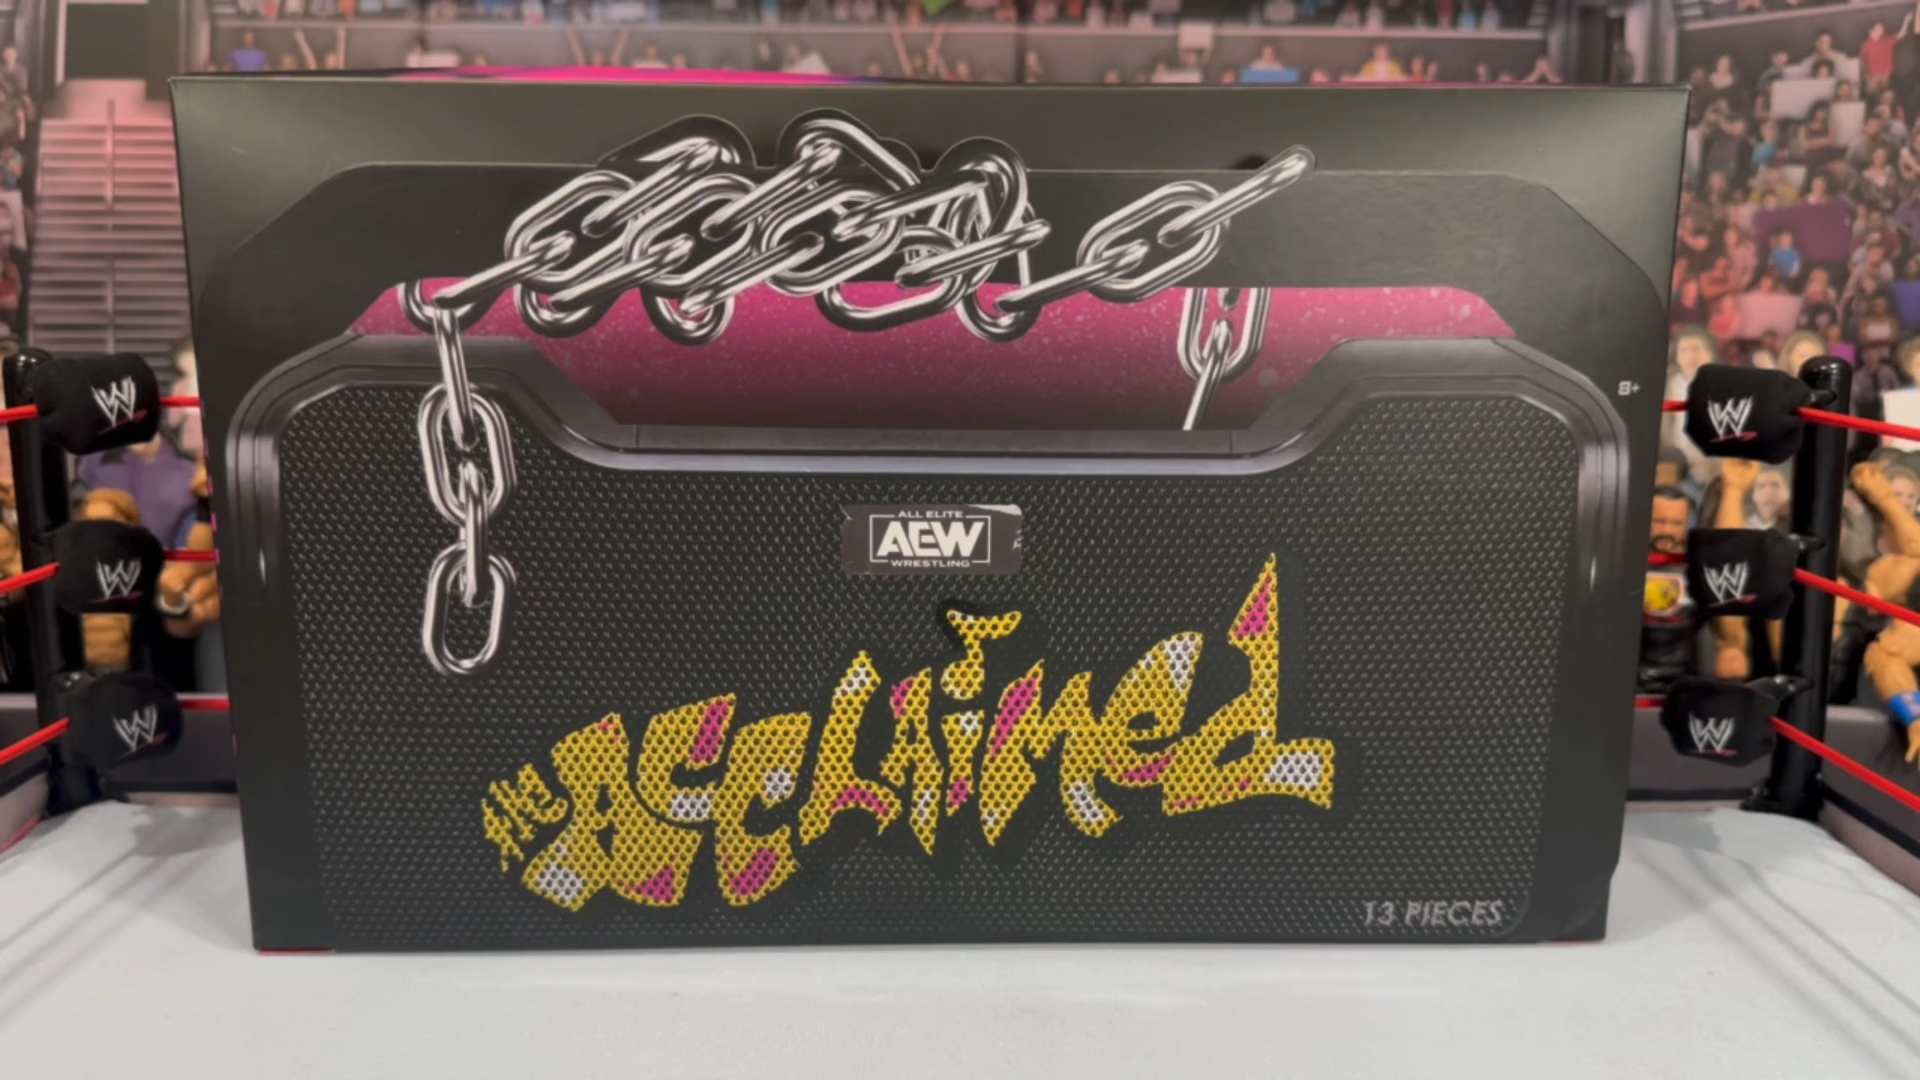 8+
ALL ELITE
AEW
WRESTLING
the Acclaimed
13 PIECES
W
W
W
W
W
W